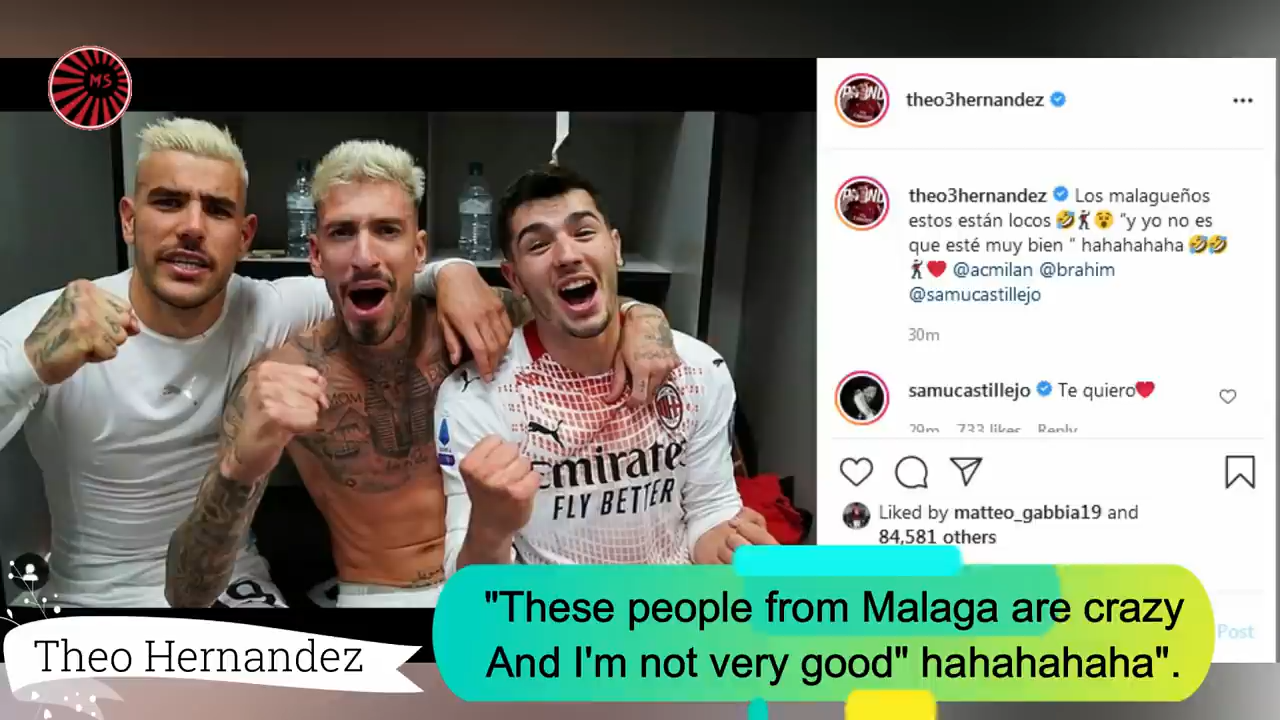 MS
theo3hernandez
theo3hernandez Los malagueños
estos están locos 🤣🕺😵 "y yo no es
que esté muy bien " hahahahaha 🤣🤣
🕺❤️ @acmilan @brahim
@samucastillejo
30m
samucastillejo Te quiero❤️
29m 733 likes Reply
Liked by matteo_gabbia19 and
84,581 others
Post
MOM
Emirates
FLY BETTER
Theo Hernandez
"These people from Malaga are crazy
And I'm not very good" hahahahaha".